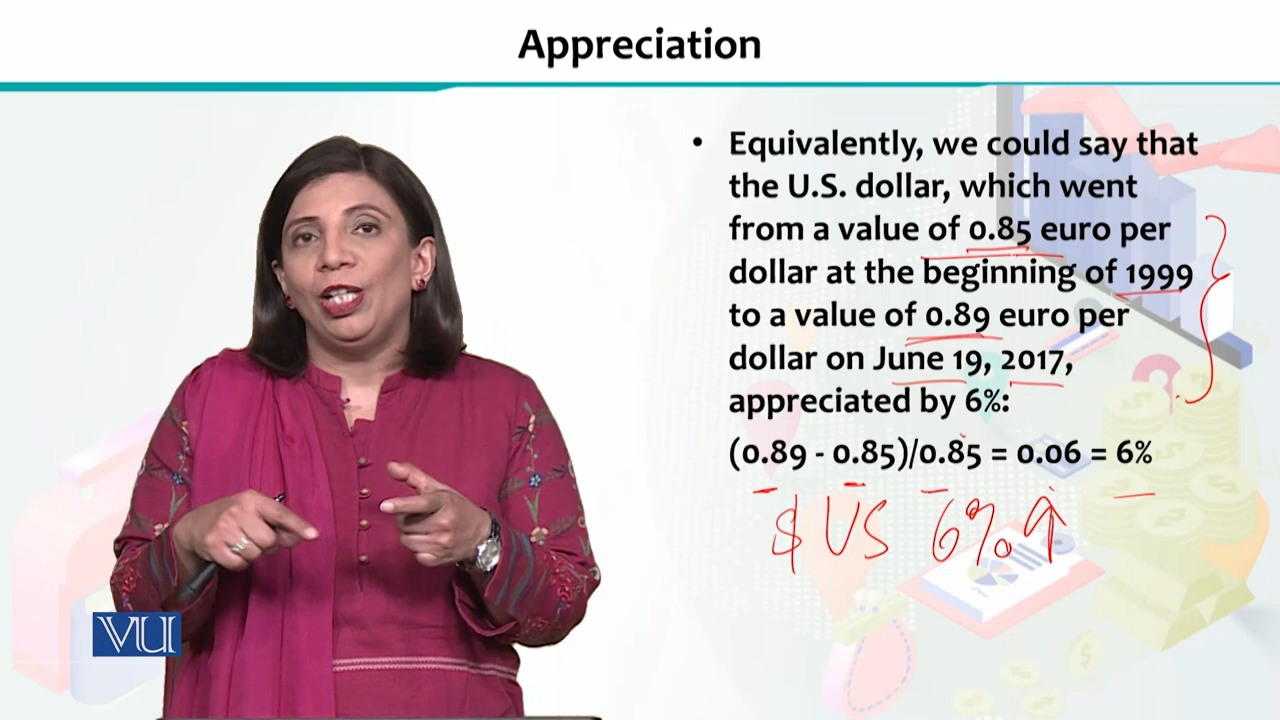 Appreciation
• Equivalently, we could say that
the U.S. dollar, which went
from a value of 0.85 euro per
dollar at the beginning of 1999
to a value of 0.89 euro per
dollar on June 19, 2017,
appreciated by 6%:
(0.89 - 0.85)/0.85 = 0.06 = 6%
$ US 6% ↑
VU